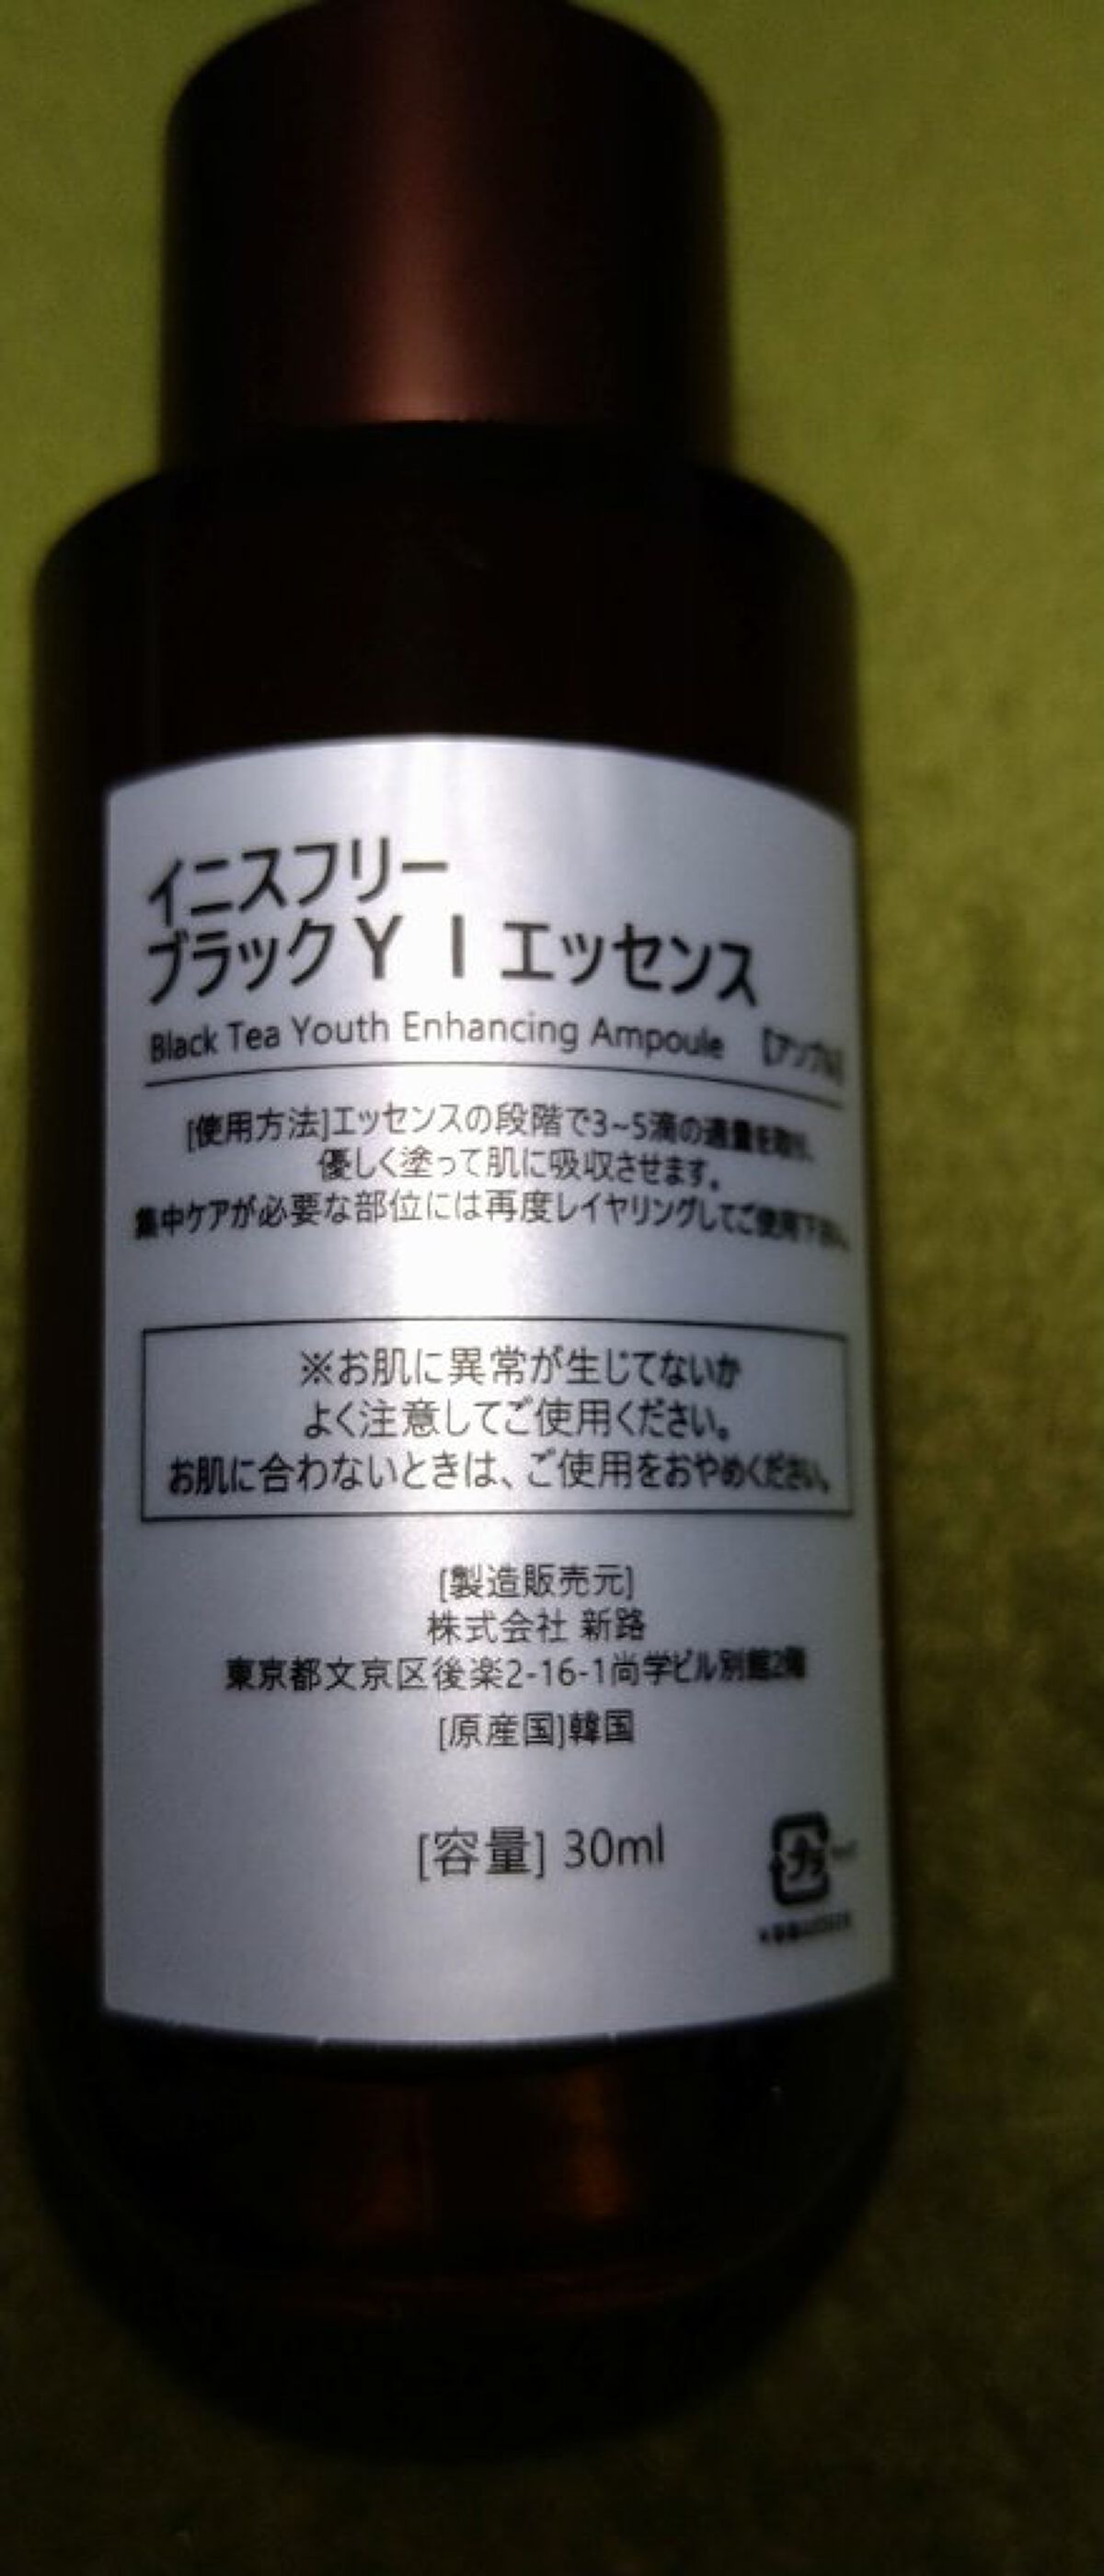 イニスフリー
ブラックＹＩエッセンス
Black Tea Youth Enhancing Ampoule 【アンプル】
[使用方法]エッセンスの段階で3~5滴の適量を取り、
優しく塗って肌に吸収させます。
集中ケアが必要な部位には再度レイヤリングしてご使用下さい。
※お肌に異常が生じてないか
よく注意してご使用ください。
お肌に合わないときは、ご使用をおやめください。
[製造販売元]
株式会社 新路
東京都文京区後楽2-16-1尚学ビル別館2階
[原産国]韓国
[容量] 30ml